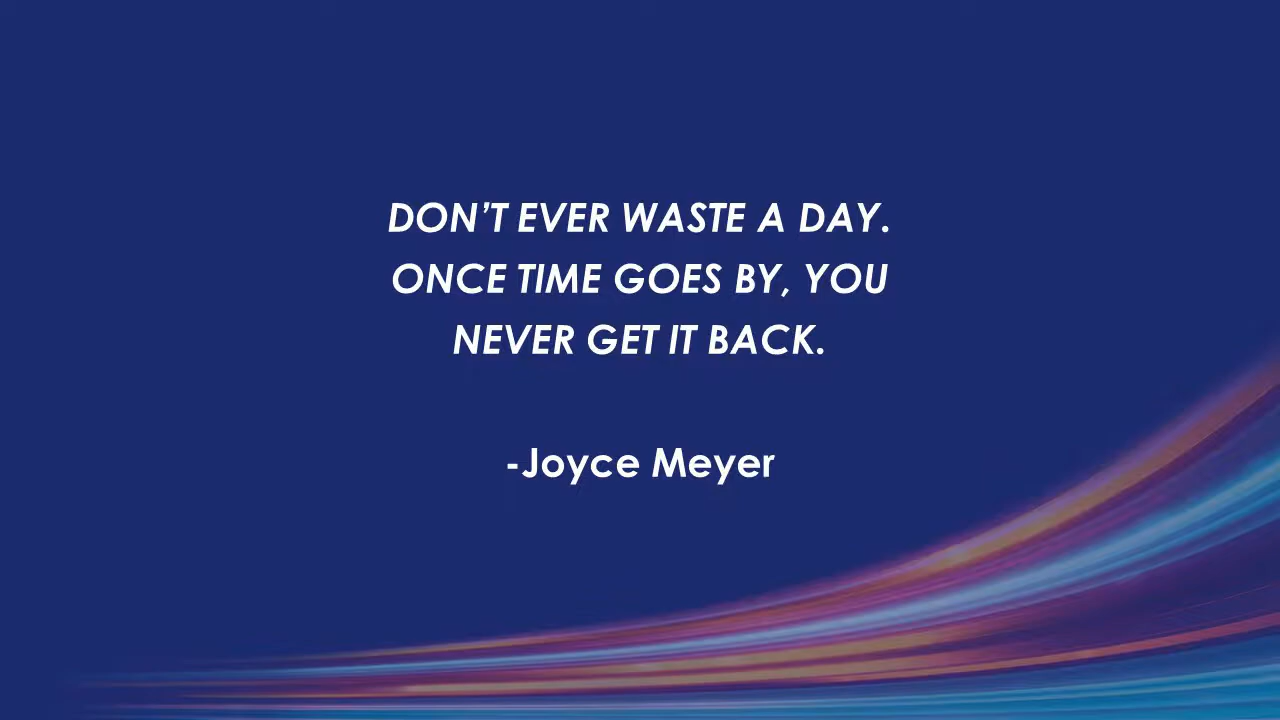 DON’T EVER WASTE A DAY.
ONCE TIME GOES BY, YOU
NEVER GET IT BACK.
-Joyce Meyer